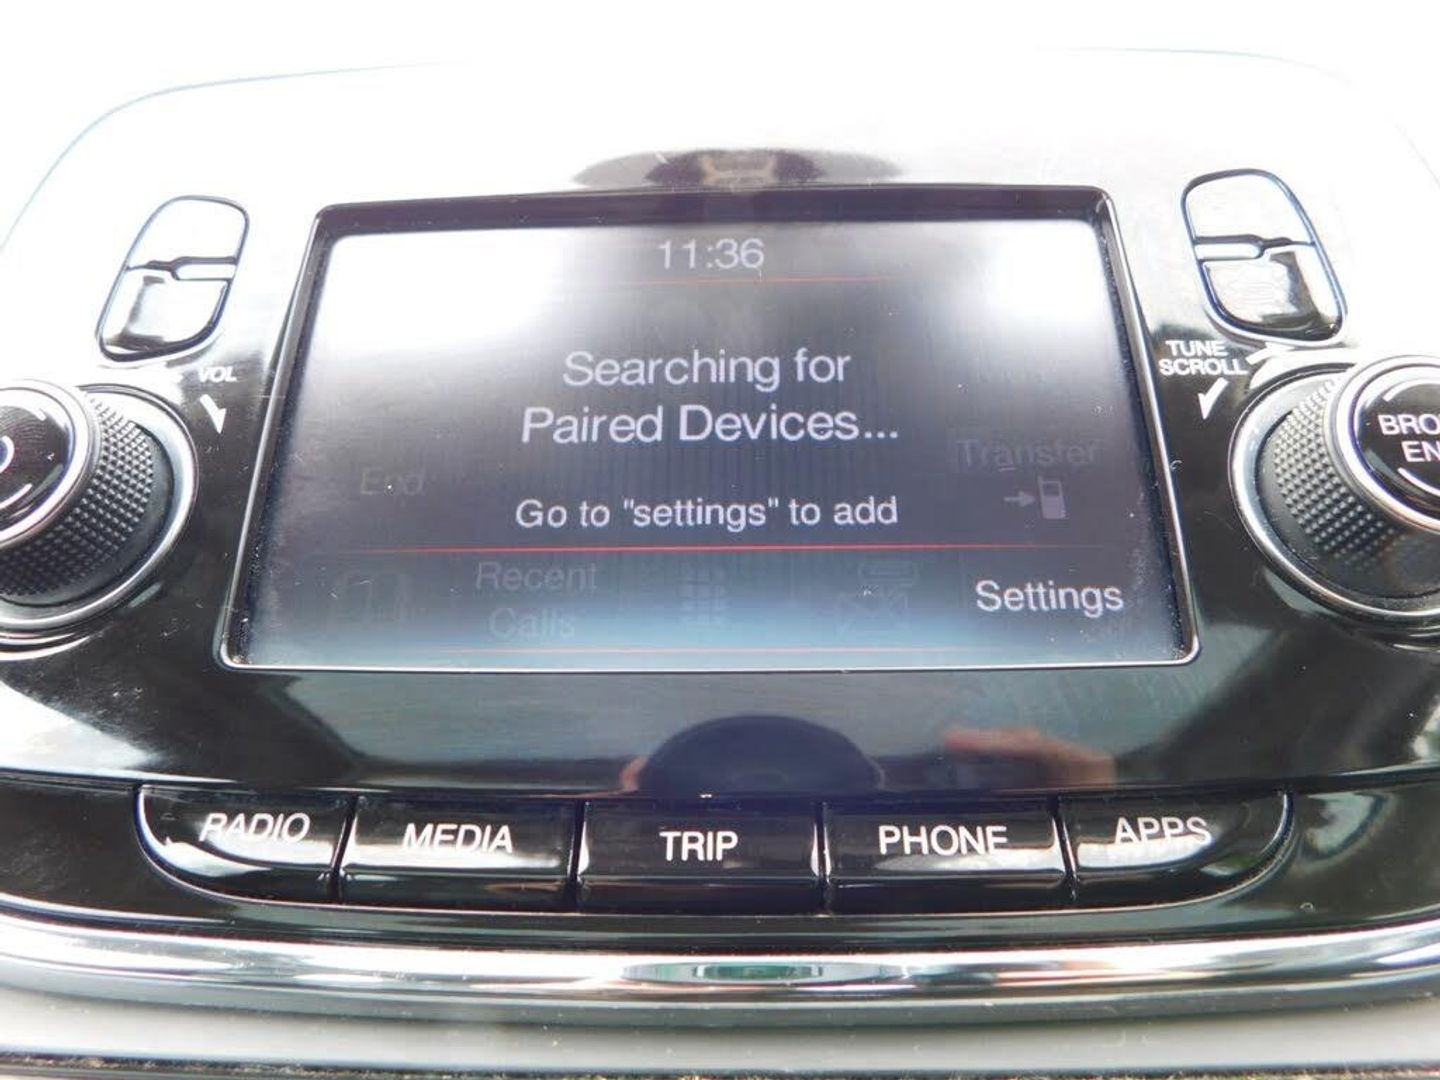 11:36
Searching for
Paired Devices...
End
Transfer
Go to "settings" to add
Recent
Calls
Settings
VOL
TUNE
SCROLL
RADIO
MEDIA
TRIP
PHONE
APPS